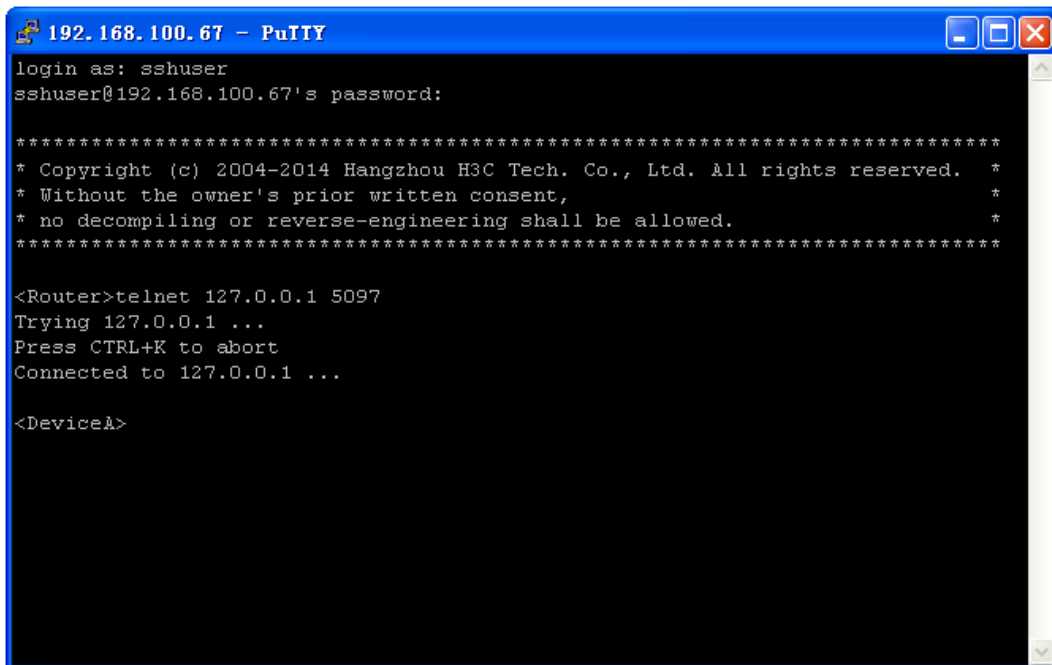 192.168.100.67 - PuTTY
login as: sshuser
sshuser@192.168.100.67's password:
******************************************************************************
* Copyright (c) 2004-2014 Hangzhou H3C Tech. Co., Ltd. All rights reserved.  *
* Without the owner's prior written consent,                                 *
* no decompiling or reverse-engineering shall be allowed.                    *
******************************************************************************
<Router>telnet 127.0.0.1 5097
Trying 127.0.0.1 ...
Press CTRL+K to abort
Connected to 127.0.0.1 ...
<DeviceA>